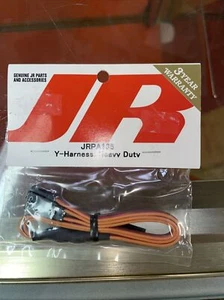 GENUINE JR PARTS
AND ACCESSORIES
3 YEAR
WARRANTY
JR
JRPA133
Y-Harness, Heavy Duty